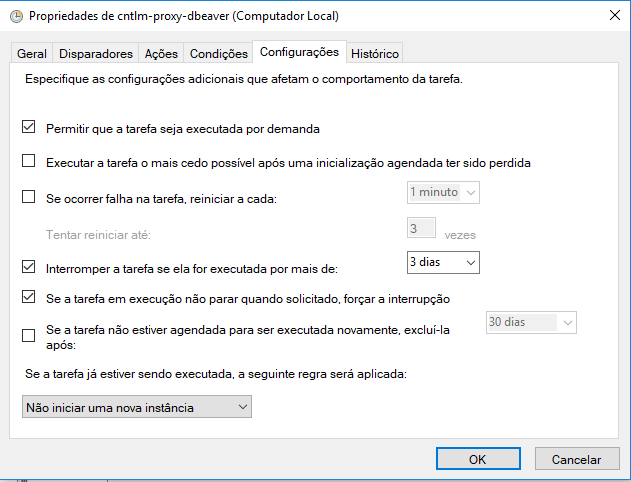 Propriedades de cntlm-proxy-dbeaver (Computador Local)
Geral Disparadores Ações Condições Configurações Histórico
Especifique as configurações adicionais que afetam o comportamento da tarefa.
Permitir que a tarefa seja executada por demanda
Executar a tarefa o mais cedo possível após uma inicialização agendada ter sido perdida
Se ocorrer falha na tarefa, reiniciar a cada: 1 minuto
Tentar reiniciar até: 3 vezes
Interromper a tarefa se ela for executada por mais de: 3 dias
Se a tarefa em execução não parar quando solicitado, forçar a interrupção
Se a tarefa não estiver agendada para ser executada novamente, excluí-la 30 dias
após:
Se a tarefa já estiver sendo executada, a seguinte regra será aplicada:
Não iniciar uma nova instância
OK Cancelar